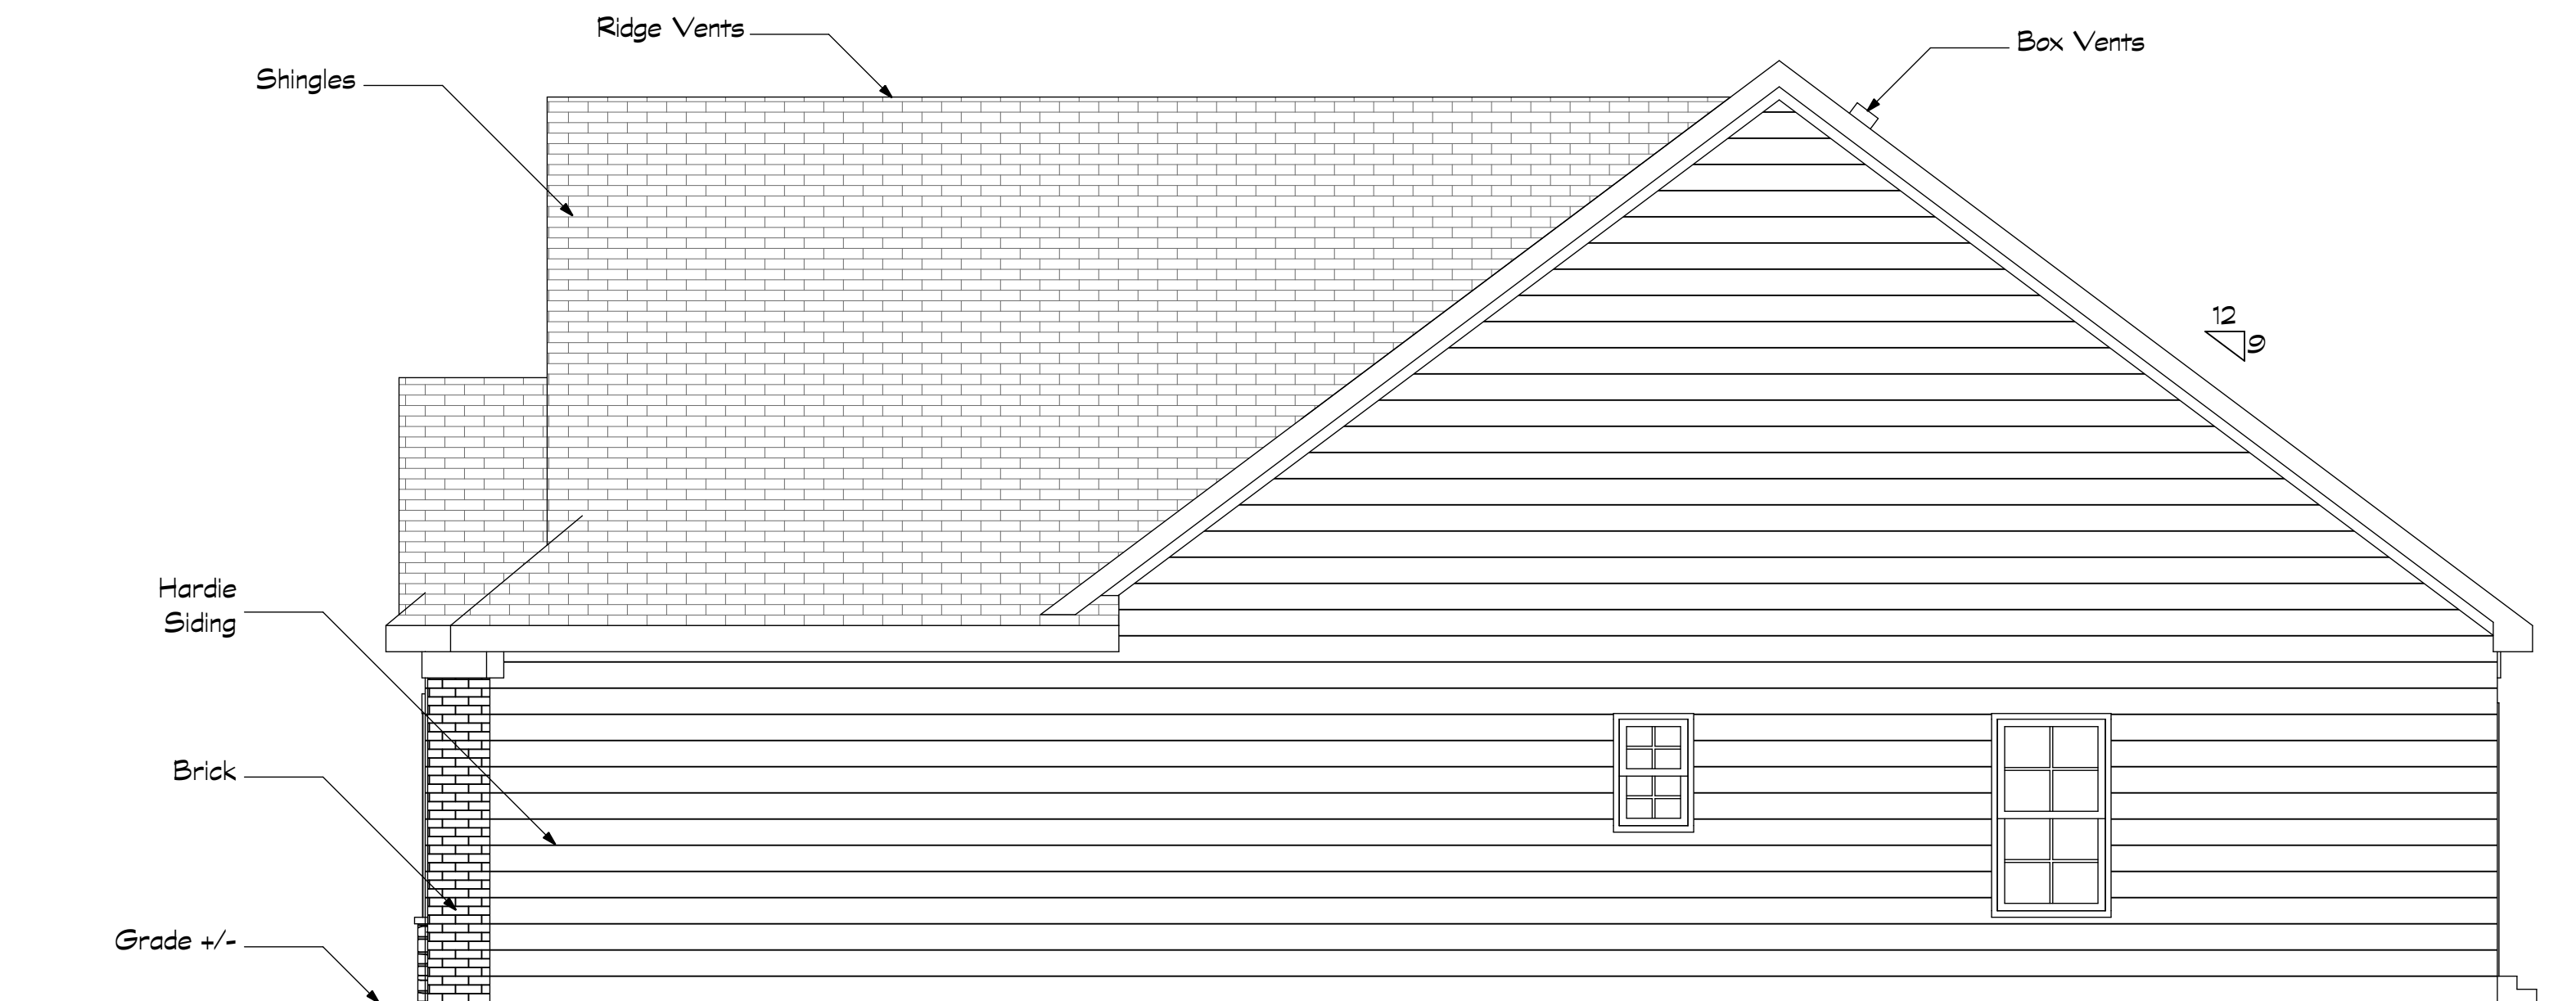 Ridge Vents
Box Vents
Shingles
12
9
Hardie
Siding
Brick
Grade +/-